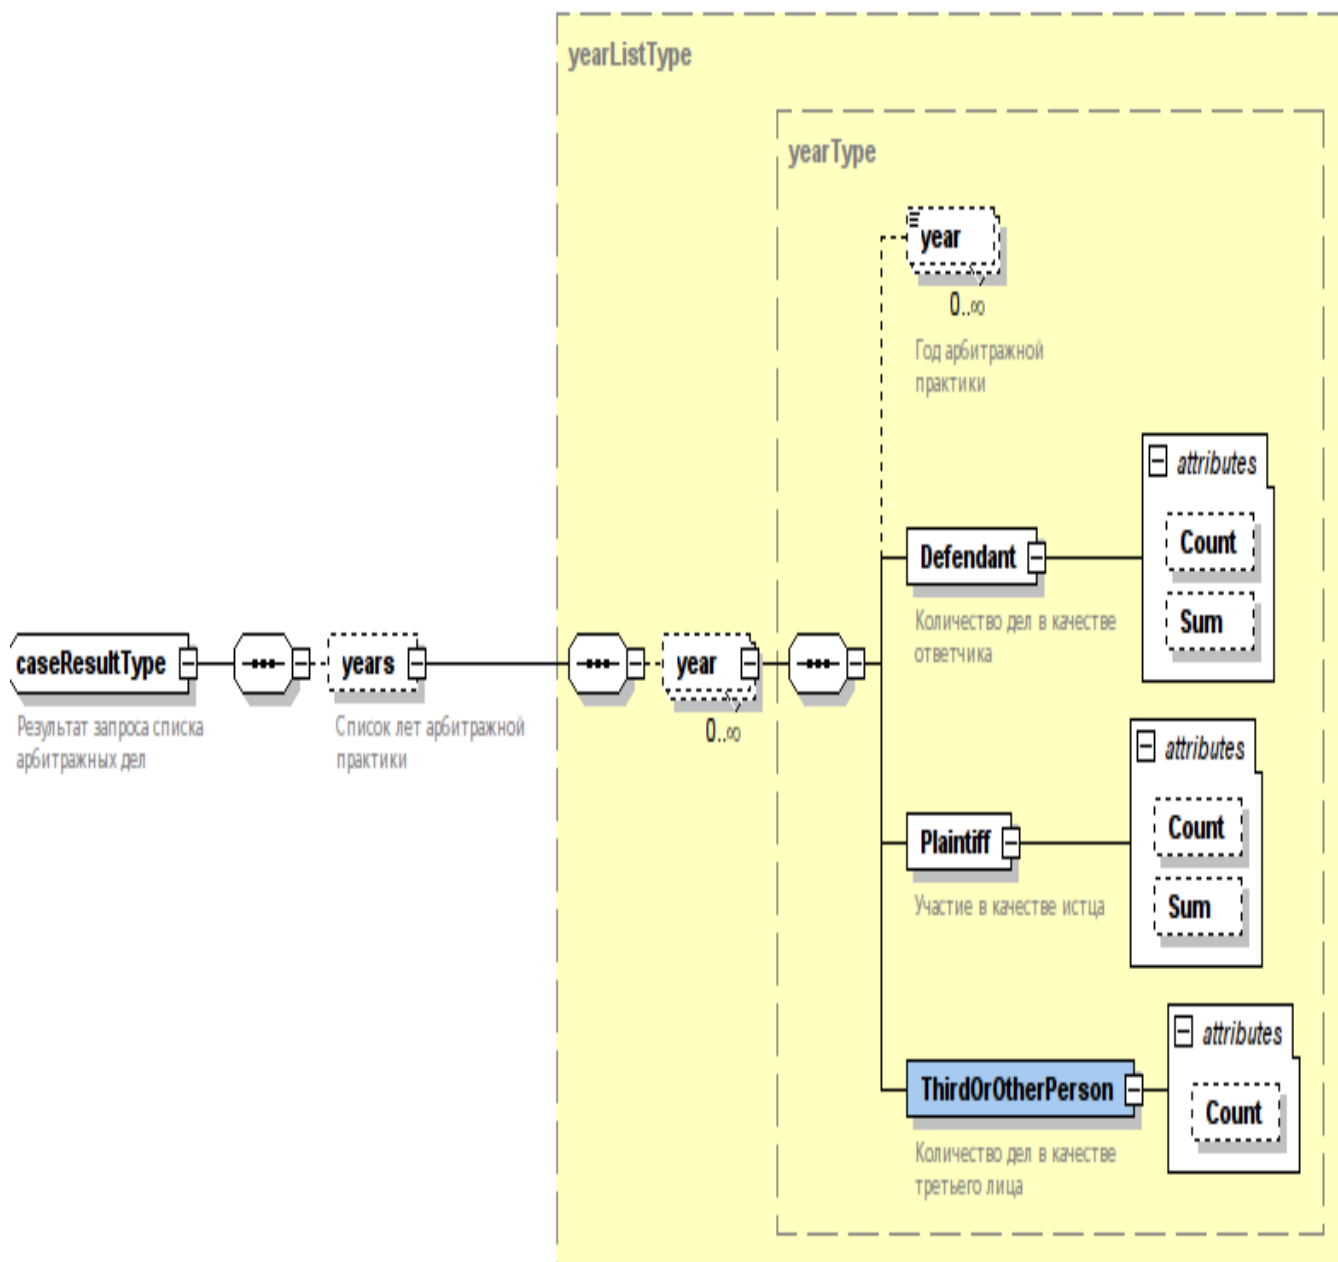 yearListType
yearType
year
0..∞
Год арбитражной
практики
attributes
Count
Sum
Defendant
Количество дел в качестве
ответчика
caseResultType
Результат запроса списка
арбитражных дел
years
Список лет арбитражной
практики
year
0..∞
attributes
Count
Sum
Plaintiff
Участие в качестве истца
attributes
Count
ThirdOrOtherPerson
Количество дел в качестве
третьего лица